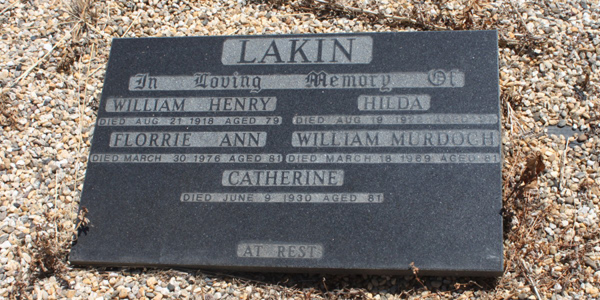 LAKIN
In Loving Memory Of
WILLIAM HENRY HILDA
DIED AUG 21 1918 AGED 79 DIED AUG 19 AGED
FLORRIE ANN WILLIAM MURDOCH
DIED MARCH 30 1976 AGED 81 DIED MARCH 18 1989 AGED 81
CATHERINE
DIED JUNE 9 1930 AGED 81
AT REST